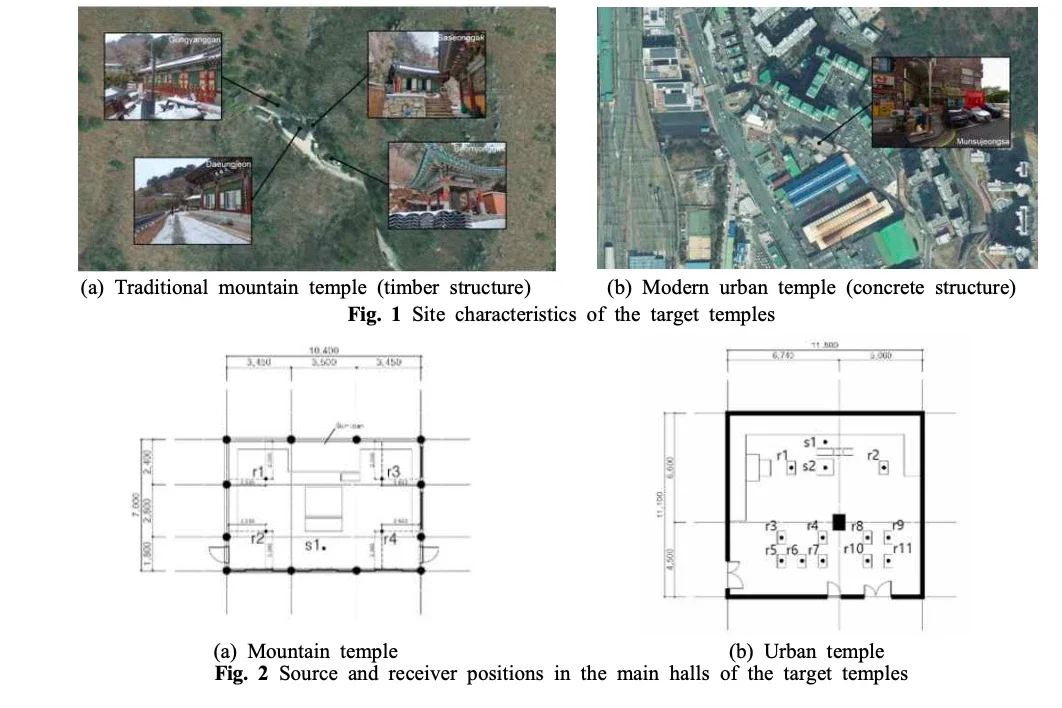 Gongyanggan
Saseonggak
Daeungjeon
Beomjonggak
Munsujeongsa
(a) Traditional mountain temple (timber structure)
(b) Modern urban temple (concrete structure)
Fig. 1 Site characteristics of the target temples
10,400
3,450 3,500 3,450
Sumidan
7,000
2,400
2,800
1,800
r1
r3
r2
s1
r4
11,800
6,740 5,060
11,100
6,600
4,500
s1
r1 s2 r2
r3 r4 r8 r9
r5 r6 r7 r10 r11
(a) Mountain temple
(b) Urban temple
Fig. 2 Source and receiver positions in the main halls of the target temples